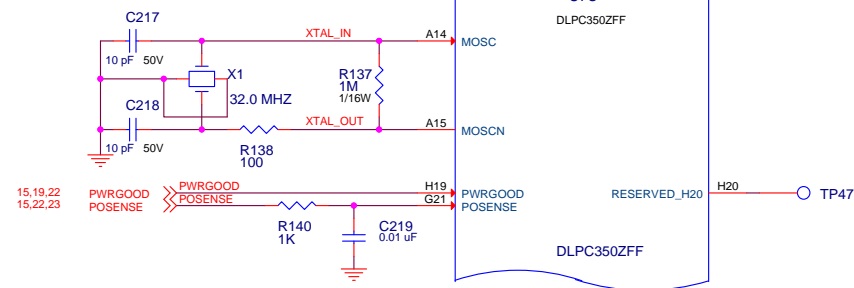 DLPC350ZFF
C217
10 pF 50V
XTAL_IN
A14
MOSC
X1
32.0 MHZ
R137
1M
1/16W
C218
10 pF 50V
R138
100
XTAL_OUT
A15
MOSCN
15,19,22 PWRGOOD PWRGOOD H19 PWRGOOD
15,22,23 POSENSE POSENSE G21 POSENSE
R140
1K
C219
0.01 uF
RESERVED_H20 H20 TP47
DLPC350ZFF